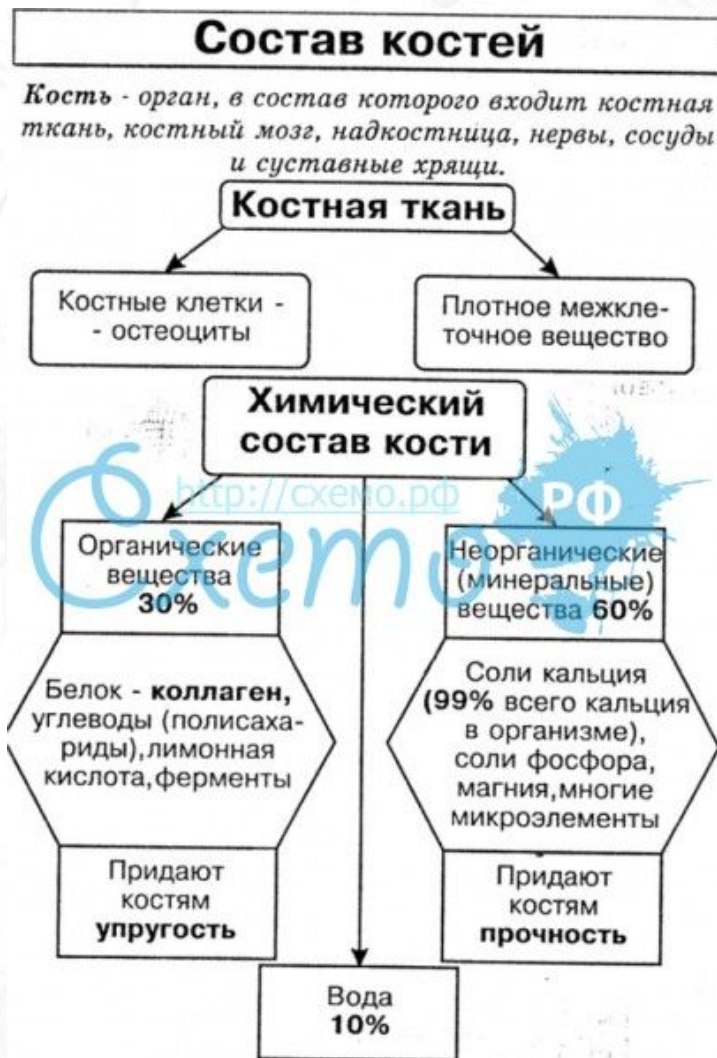 Состав костей
Кость - орган, в состав которого входит костная
ткань, костный мозг, надкостница, нервы, сосуды
и суставные хрящи.
Костная ткань
Костные клетки -
- остеоциты
Плотное межкле-
точное вещество
Химический
состав кости
http://схемо.рф
Схемо
РФ
Органические
вещества
30%
Неорганические
(минеральные)
вещества 60%
Белок - коллаген,
углеводы (полисаха-
риды),лимонная
кислота,ферменты
Соли кальция
(99% всего кальция
в организме),
соли фосфора,
магния,многие
микроэлементы
Придают
костям
упругость
Придают
костям
прочность
Вода
10%